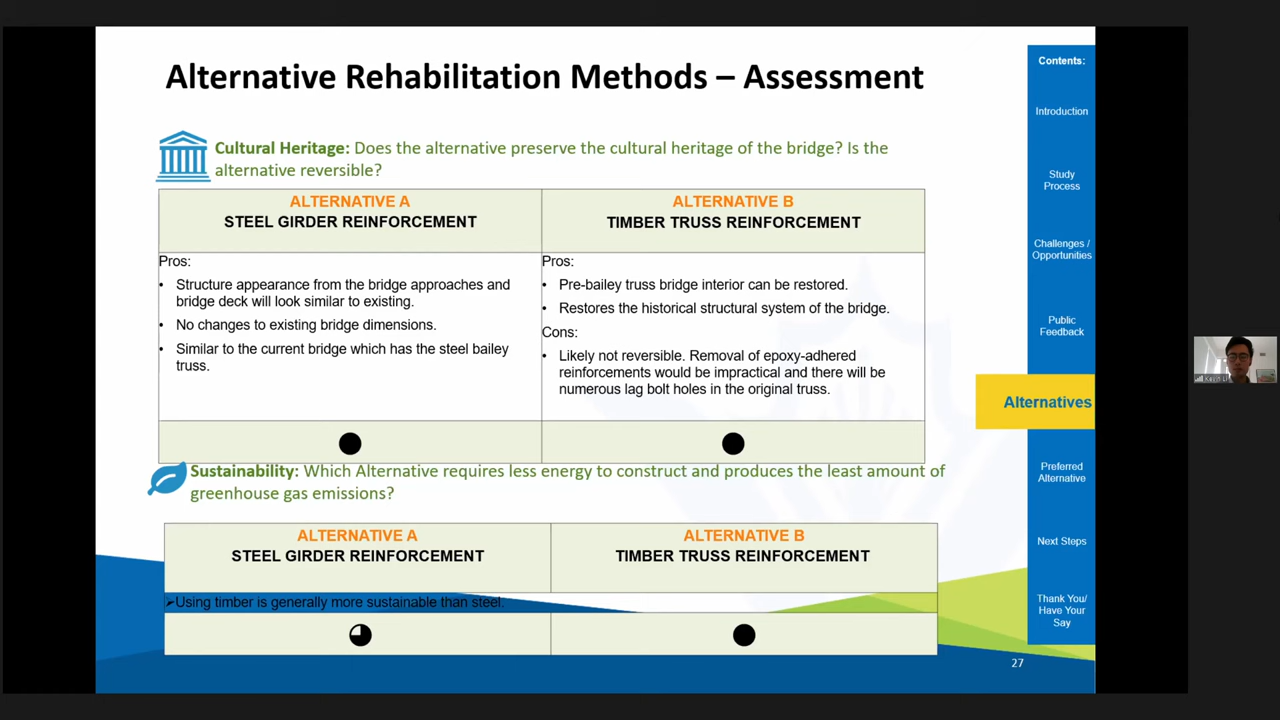 Alternative Rehabilitation Methods – Assessment
Contents:
Introduction
Study
Process
Challenges /
Opportunities
Public
Feedback
Alternatives
Preferred
Alternative
Next Steps
Thank You/
Have Your
Say
Cultural Heritage: Does the alternative preserve the cultural heritage of the bridge? Is the
alternative reversible?
ALTERNATIVE A
STEEL GIRDER REINFORCEMENT
ALTERNATIVE B
TIMBER TRUSS REINFORCEMENT
Pros:
• Structure appearance from the bridge approaches and
bridge deck will look similar to existing.
• No changes to existing bridge dimensions.
• Similar to the current bridge which has the steel bailey
truss.
Pros:
• Pre-bailey truss bridge interior can be restored.
• Restores the historical structural system of the bridge.
Cons:
• Likely not reversible. Removal of epoxy-adhered
reinforcements would be impractical and there will be
numerous lag bolt holes in the original truss.
Sustainability: Which Alternative requires less energy to construct and produces the least amount of
greenhouse gas emissions?
ALTERNATIVE A
STEEL GIRDER REINFORCEMENT
ALTERNATIVE B
TIMBER TRUSS REINFORCEMENT
➢Using timber is generally more sustainable than steel.
27